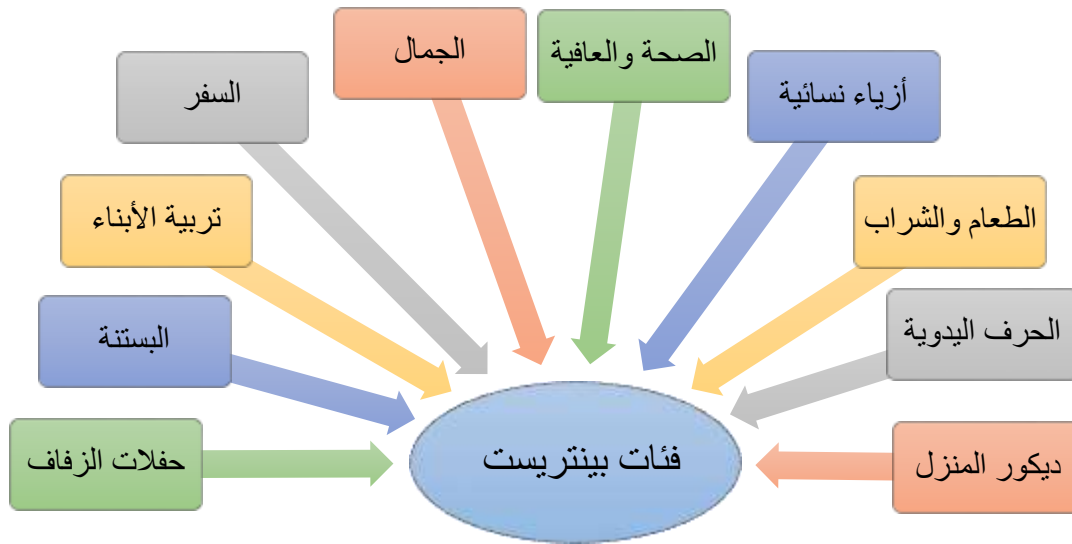 ديكور المنزل
الحرف اليدوية
الطعام والشراب
أزياء نسائية
الصحة والعافية
الجمال
السفر
تربية الأبناء
البستنة
حفلات الزفاف
فئات بينتريست